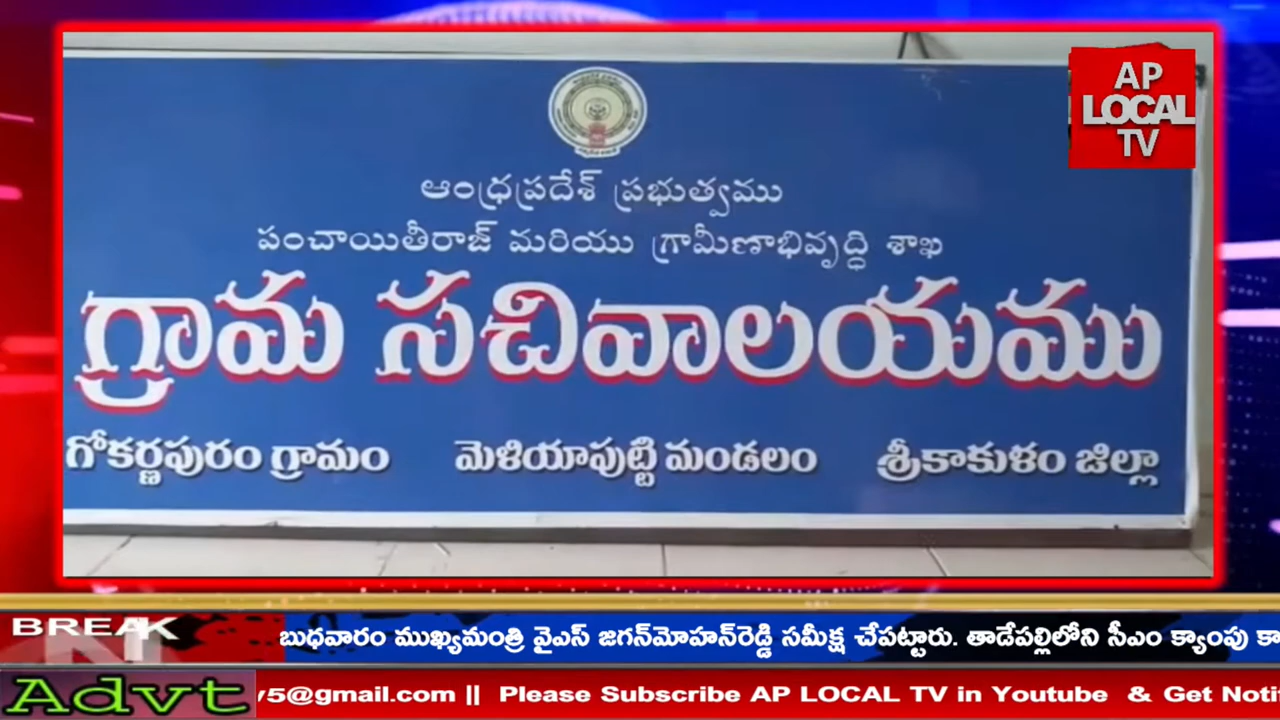 AP
LOCAL
TV
ఆంధ్రప్రదేశ్ ప్రభుత్వము
పంచాయితీరాజ్ మరియు గ్రామీణాభివృద్ధి శాఖ
గ్రామ సచివాలయము
గోకర్ణపురం గ్రామం మెళియాపుట్టి మండలం శ్రీకాకుళం జిల్లా
BREAK
బుధవారం ముఖ్యమంత్రి వైఎస్ జగన్‌మోహన్‌రెడ్డి సమీక్ష చేపట్టారు. తాడేపల్లిలోని సీఎం క్యాంపు కా
Advt v5@gmail.com || Please Subscribe AP LOCAL TV in Youtube & Get Noti